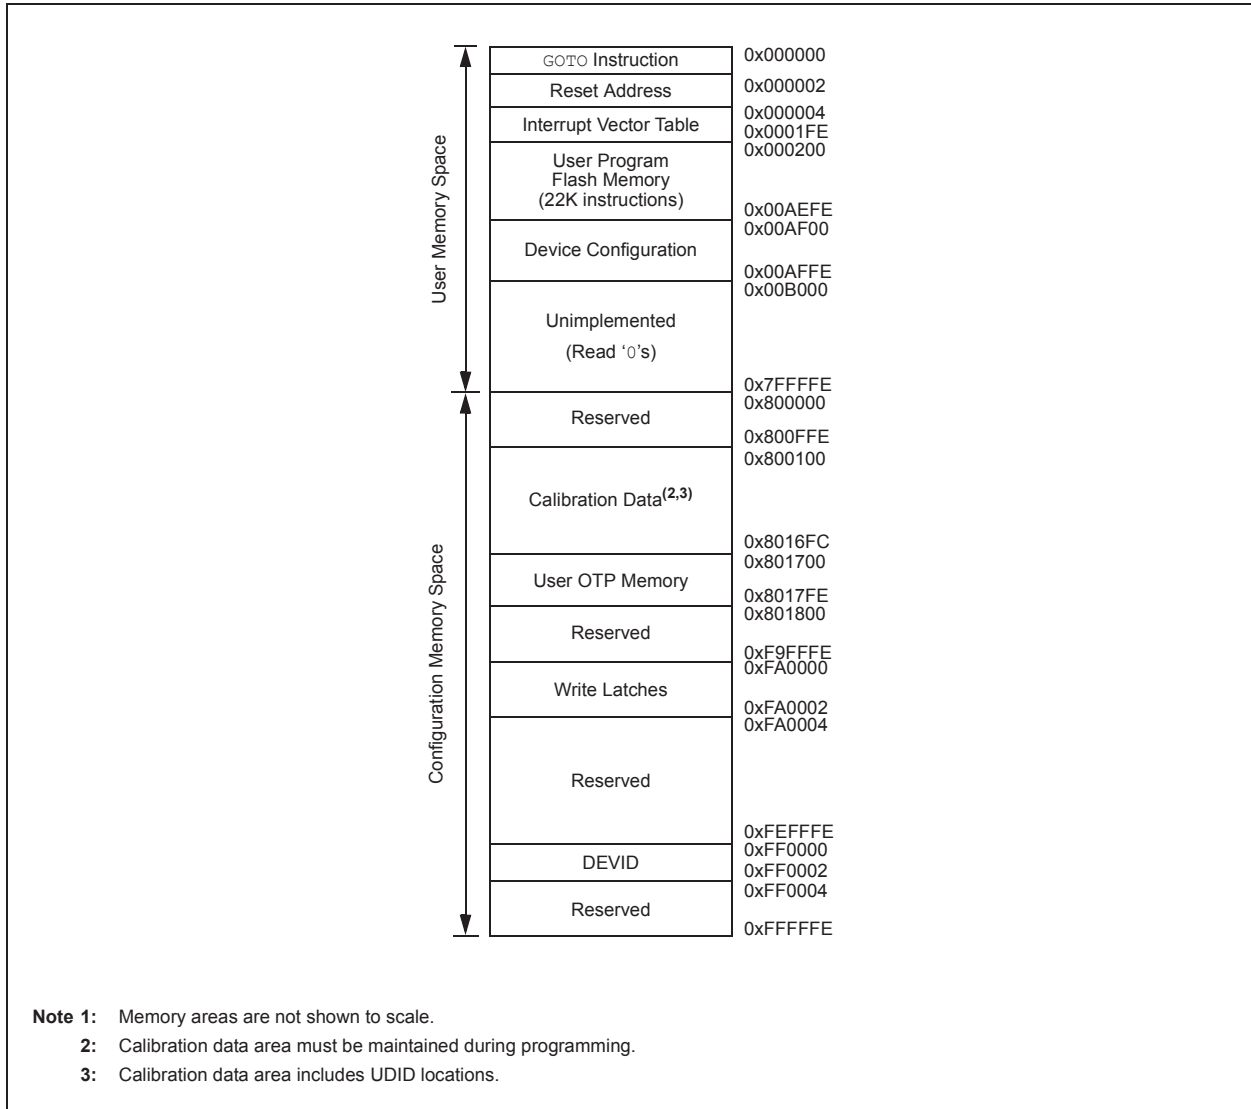 User Memory Space
GOTO Instruction
0x000000
Reset Address
0x000002
Interrupt Vector Table
0x000004
0x0001FE
0x000200
User Program
Flash Memory
(22K instructions)
0x00AEFE
0x00AF00
Device Configuration
0x00AFFE
0x00B000
Unimplemented
(Read ‘0’s)
0x7FFFFE
Configuration Memory Space
0x800000
Reserved
0x800FFE
0x800100
Calibration Data(2,3)
0x8016FC
0x801700
User OTP Memory
0x8017FE
0x801800
Reserved
0xF9FFFE
0xFA0000
Write Latches
0xFA0002
0xFA0004
Reserved
0xFEFFFE
0xFF0000
DEVID
0xFF0002
0xFF0004
Reserved
0xFFFFFE
Note 1: Memory areas are not shown to scale.
2: Calibration data area must be maintained during programming.
3: Calibration data area includes UDID locations.